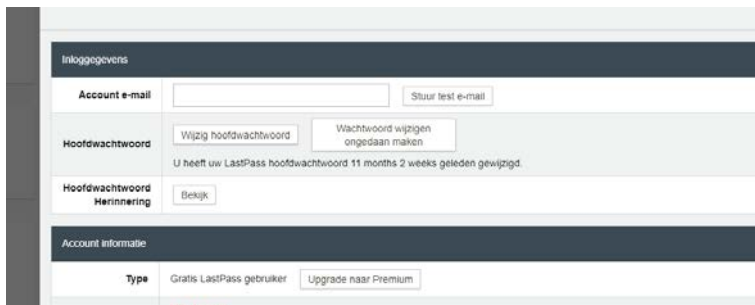 Inloggegevens
Account e-mail
Stuur test e-mail
Hoofdwachtwoord
Wijzig hoofdwachtwoord
Wachtwoord wijzigen
ongedaan maken
U heeft uw LastPass hoofdwachtwoord 11 months 2 weeks geleden gewijzigd.
Hoofdwachtwoord
Herinnering
Bekijk
Account informatie
Type
Gratis LastPass gebruiker
Upgrade naar Premium